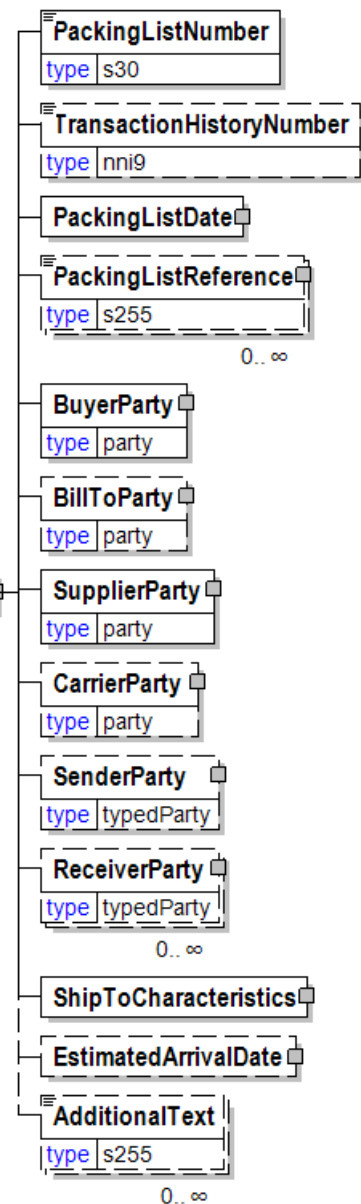 PackingListNumber
type s30
TransactionHistoryNumber
type nni9
PackingListDate
PackingListReference
type s255
0.. ∞
BuyerParty
type party
BillToParty
type party
SupplierParty
type party
CarrierParty
type party
SenderParty
type typedParty
ReceiverParty
type typedParty
0.. ∞
ShipToCharacteristics
EstimatedArrivalDate
AdditionalText
type s255
0.. ∞